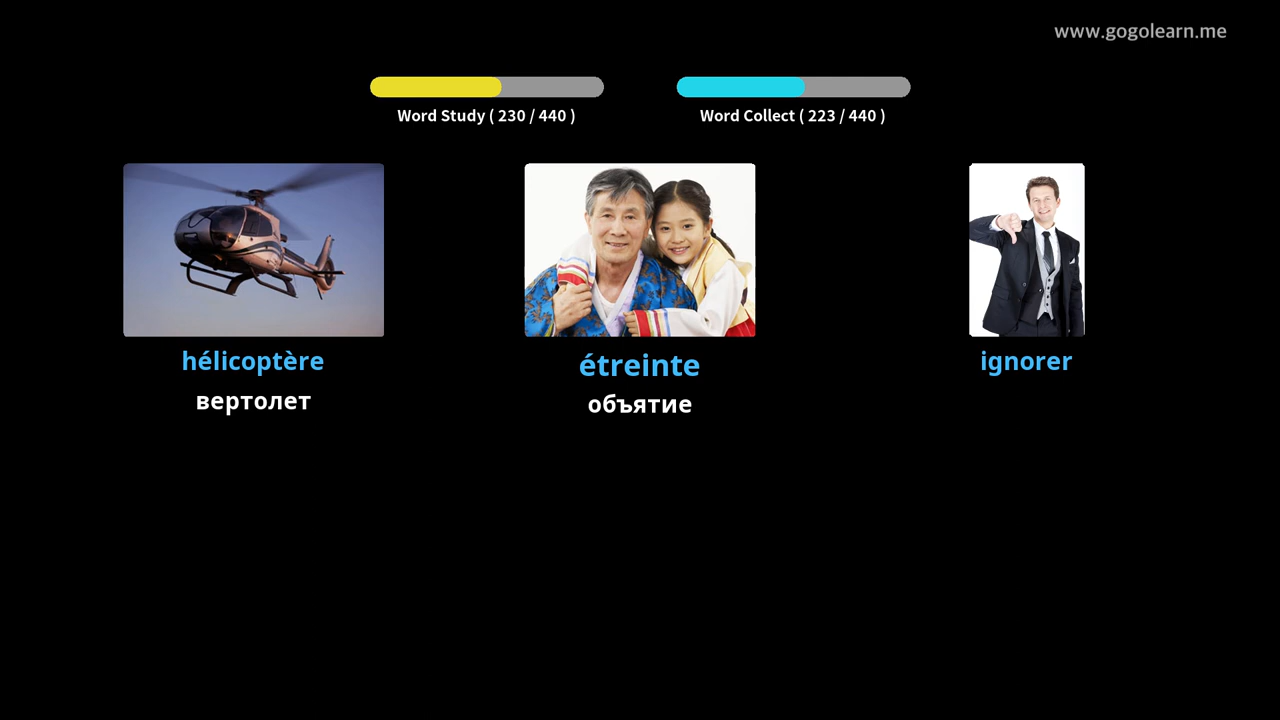 www.gogolearn.me
Word Study ( 230 / 440 )
Word Collect ( 223 / 440 )
hélicoptère
étreinte
ignorer
вертолет
объятие